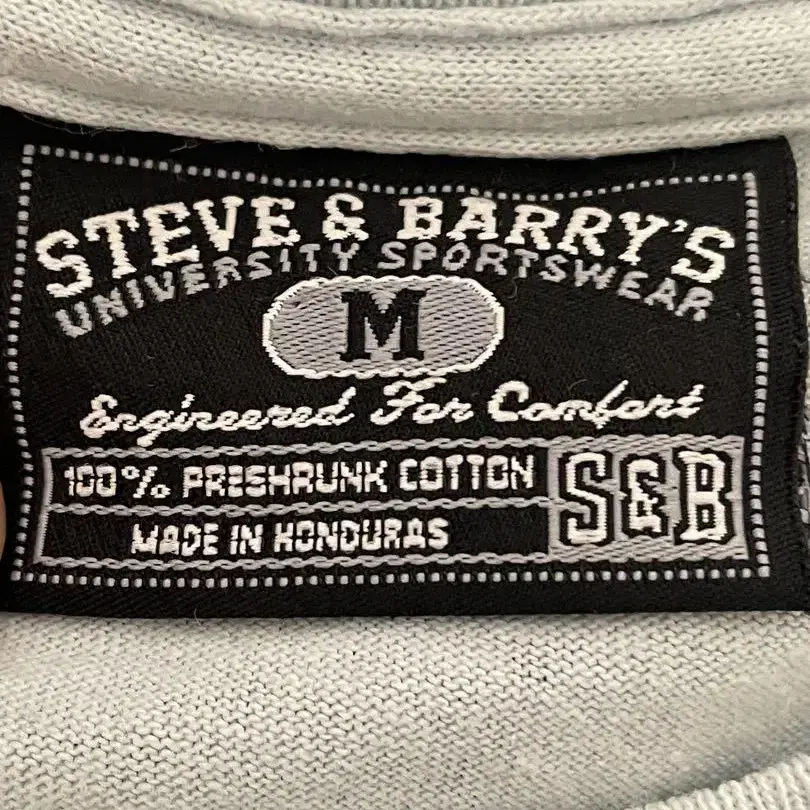 STEVE & BARRY'S
UNIVERSITY SPORTSWEAR
M
Engineered For Comfort
100% PRESHRUNK COTTON
MADE IN HONDURAS
S&B